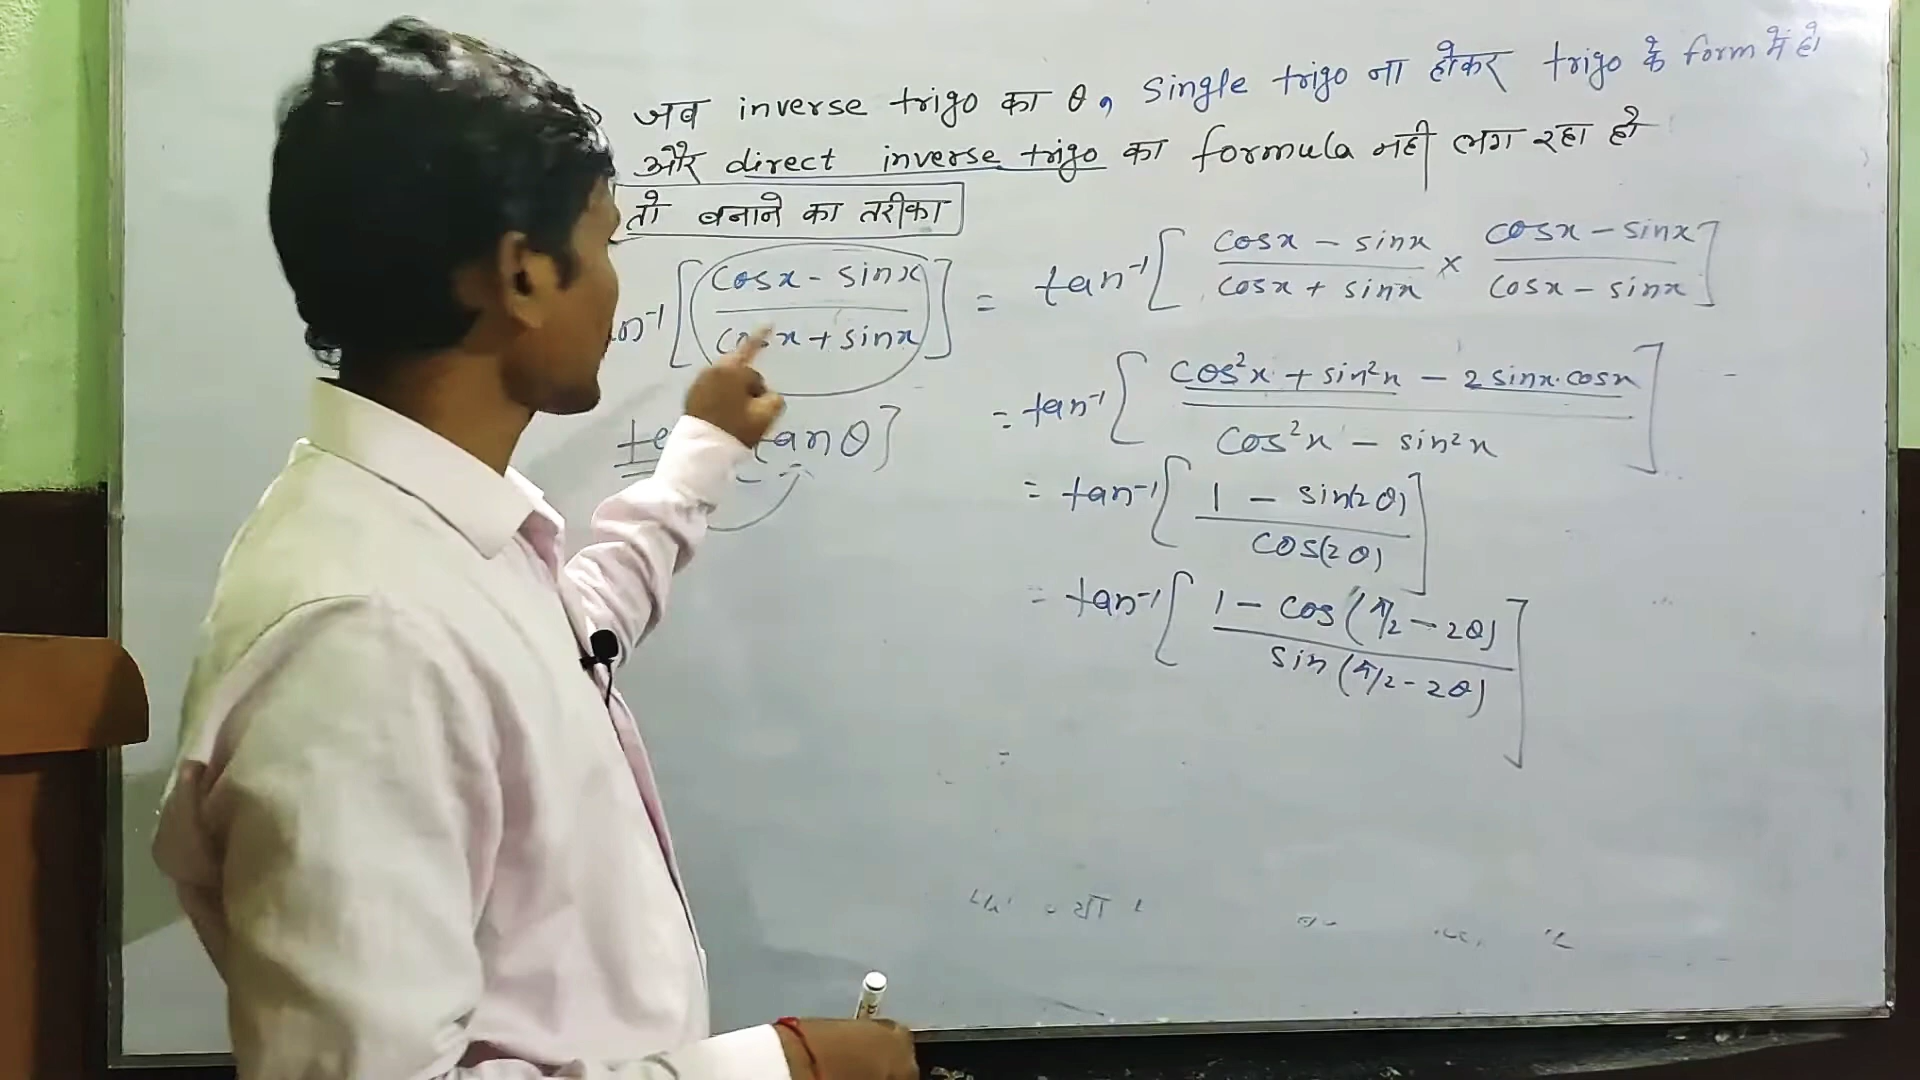 जब inverse trigo का θ, single trigo ना होकर trigo के form में हो
और direct inverse trigo का formula नहीं लग रहा हो
तो बनाने का तरीका
n⁻¹[(cosx - sinx)/(cosx + sinx)] = tan⁻¹[(cosx - sinx)/(cosx + sinx) × (cosx - sinx)/(cosx - sinx)]
= tan⁻¹[(cos²x + sin²x - 2 sinx.cosx)/(cos²x - sin²x)]
tanθ]
= tan⁻¹[(1 - sin(2θ))/(cos(2θ))]
= tan⁻¹[(1 - cos(π/2 - 2θ))/(sin(π/2 - 2θ))]
=